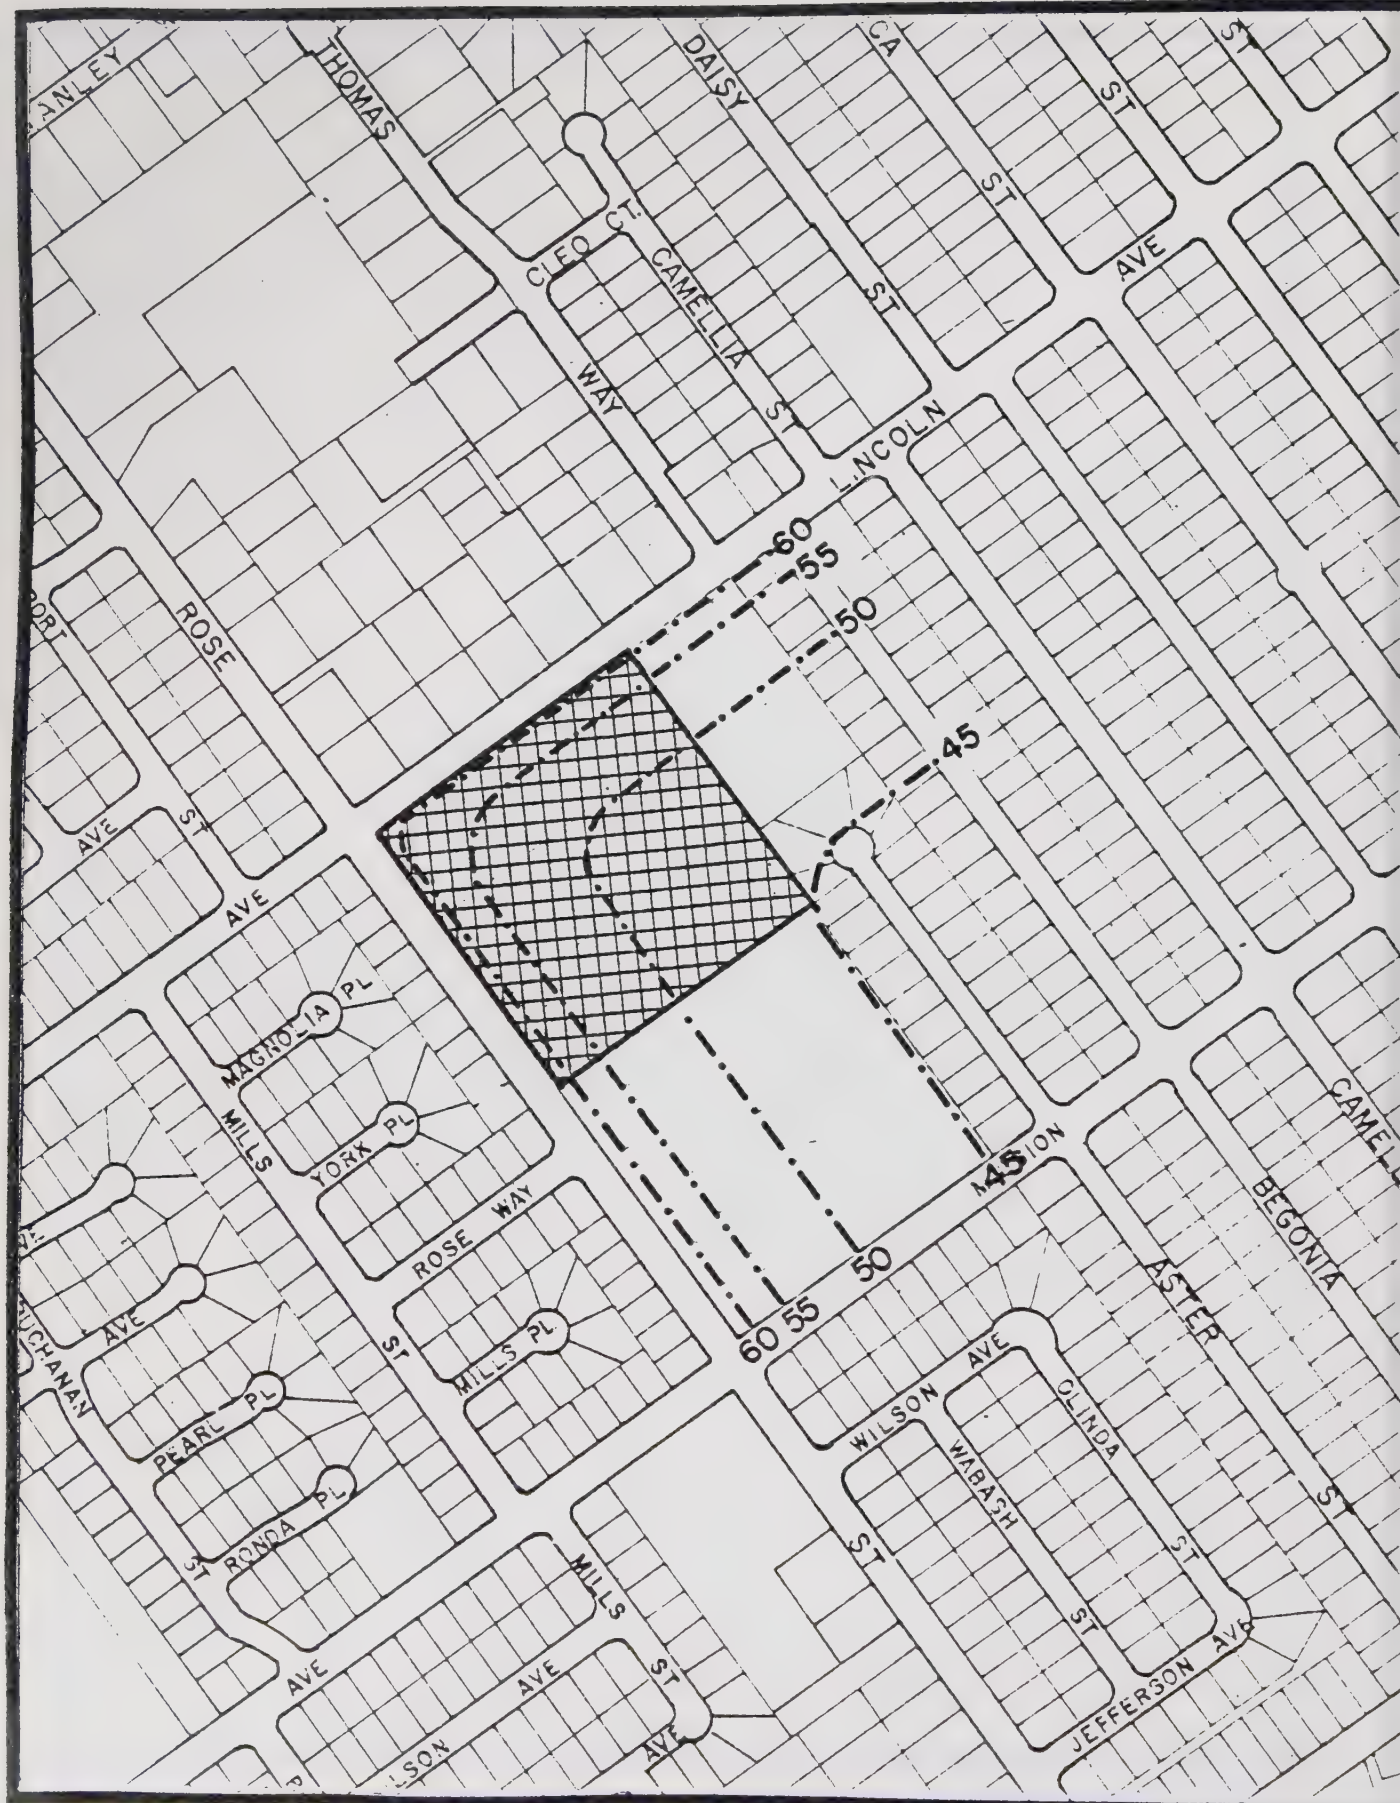 THOMAS
DAISY
CA
ST
ST
ST
CT.
CLEO
CAMELLIA
ST
AVE
WAY
ST
LINCOLN
60
55
50
45
ROSE
AVE
ST
AVE
MAGNOLIA PL
YORK PL
MILLS
ROSE WAY
ST
MILLS PL
AVE
PEARL PL
RONDA PL
ST
45
50
55
60
CAMEL
BEGONIA
ASTER
ST
WILSON AVE
WABASH
ST
OLINDA
ST
ST
JEFFERSON AVE
MILLS
ST
AVE
AVE
AVE